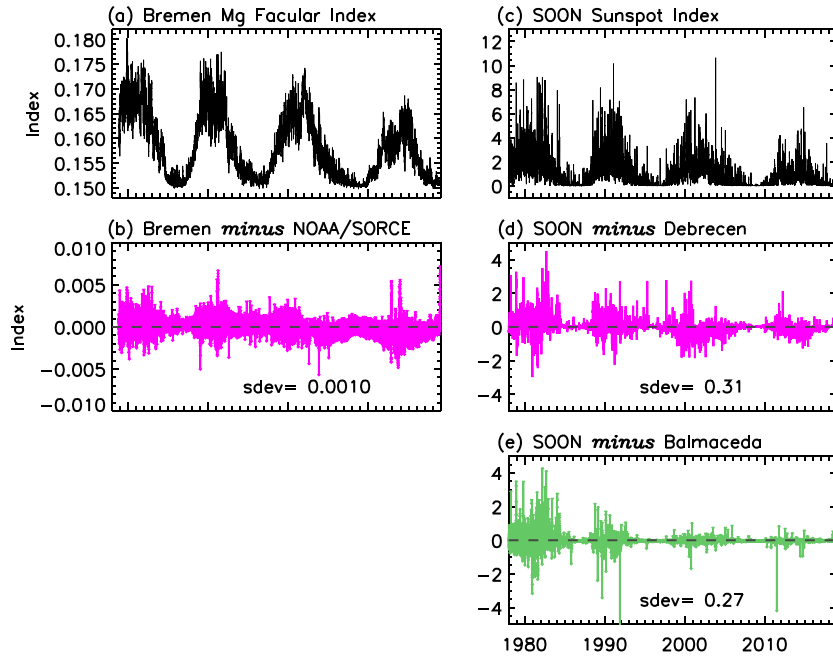 (a) Bremen Mg Facular Index
0.180
0.175
0.170
0.165
0.160
0.155
0.150
Index
(b) Bremen minus NOAA/SORCE
0.010
0.005
0.000
-0.005
-0.010
Index
sdev= 0.0010
(c) SOON Sunspot Index
12
10
8
6
4
2
0
(d) SOON minus Debrecen
4
2
0
-2
-4
sdev= 0.31
(e) SOON minus Balmaceda
4
2
0
-2
-4
sdev= 0.27
1980 1990 2000 2010